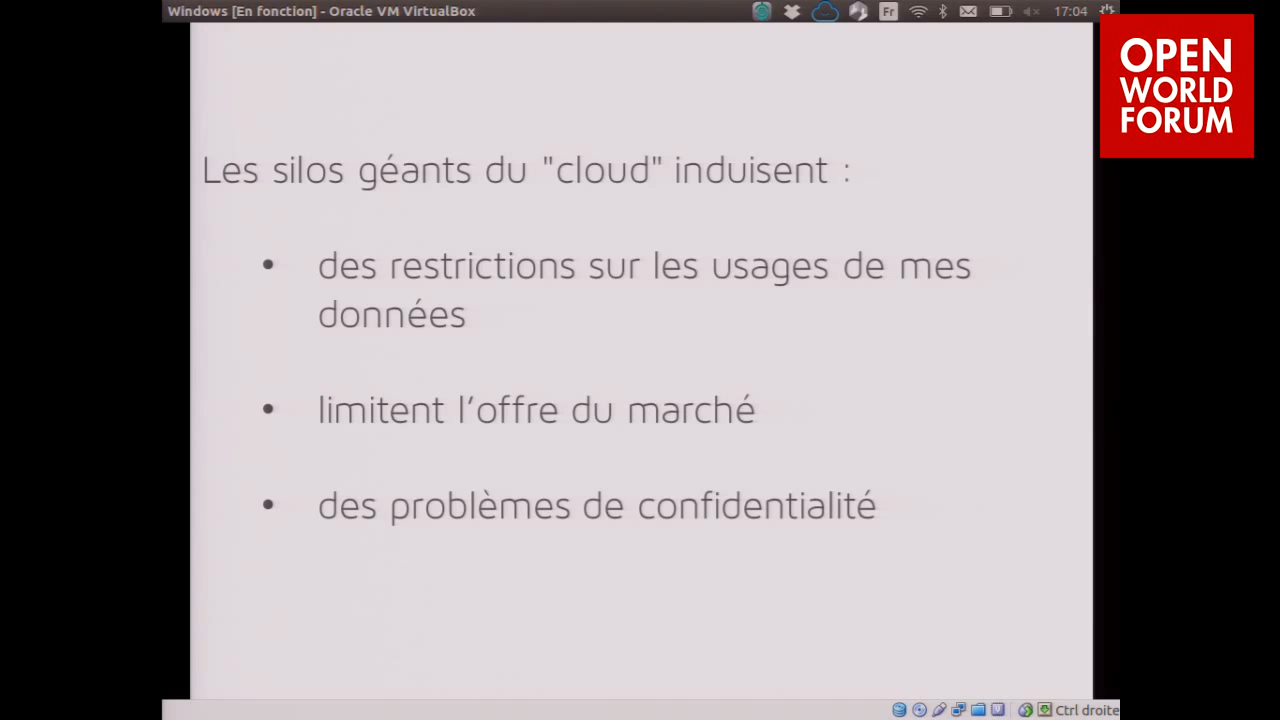 Windows [En fonction] - Oracle VM VirtualBox
Fr
17:04
OPEN
WORLD
FORUM
Les silos géants du "cloud" induisent :
• des restrictions sur les usages de mes
données
• limitent l’offre du marché
• des problèmes de confidentialité
Ctrl droite